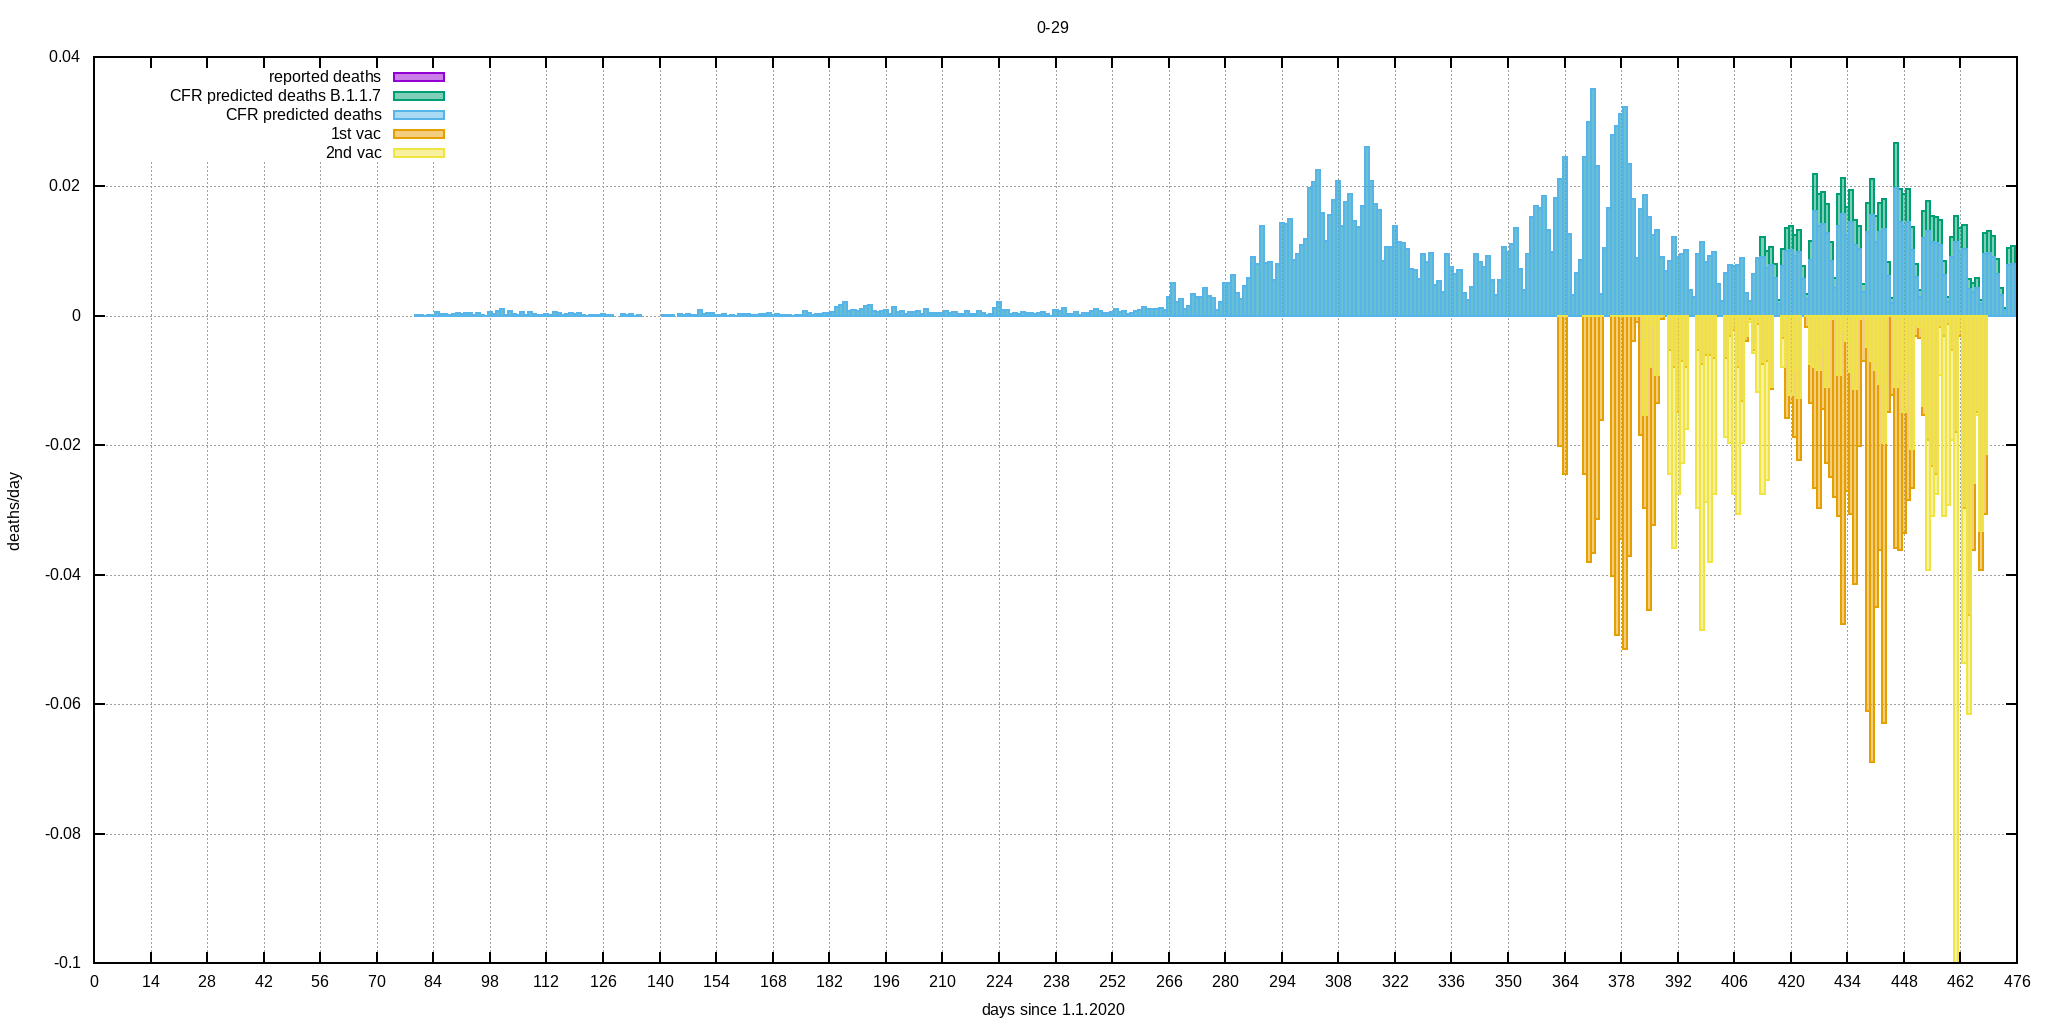 0-29
0.04
reported deaths
CFR predicted deaths B.1.1.7
CFR predicted deaths
1st vac
2nd vac
0.02
0
-0.02
-0.04
-0.06
-0.08
-0.1
deaths/day
0 14 28 42 56 70 84 98 112 126 140 154 168 182 196 210 224 238 252 266 280 294 308 322 336 350 364 378 392 406 420 434 448 462 476
days since 1.1.2020